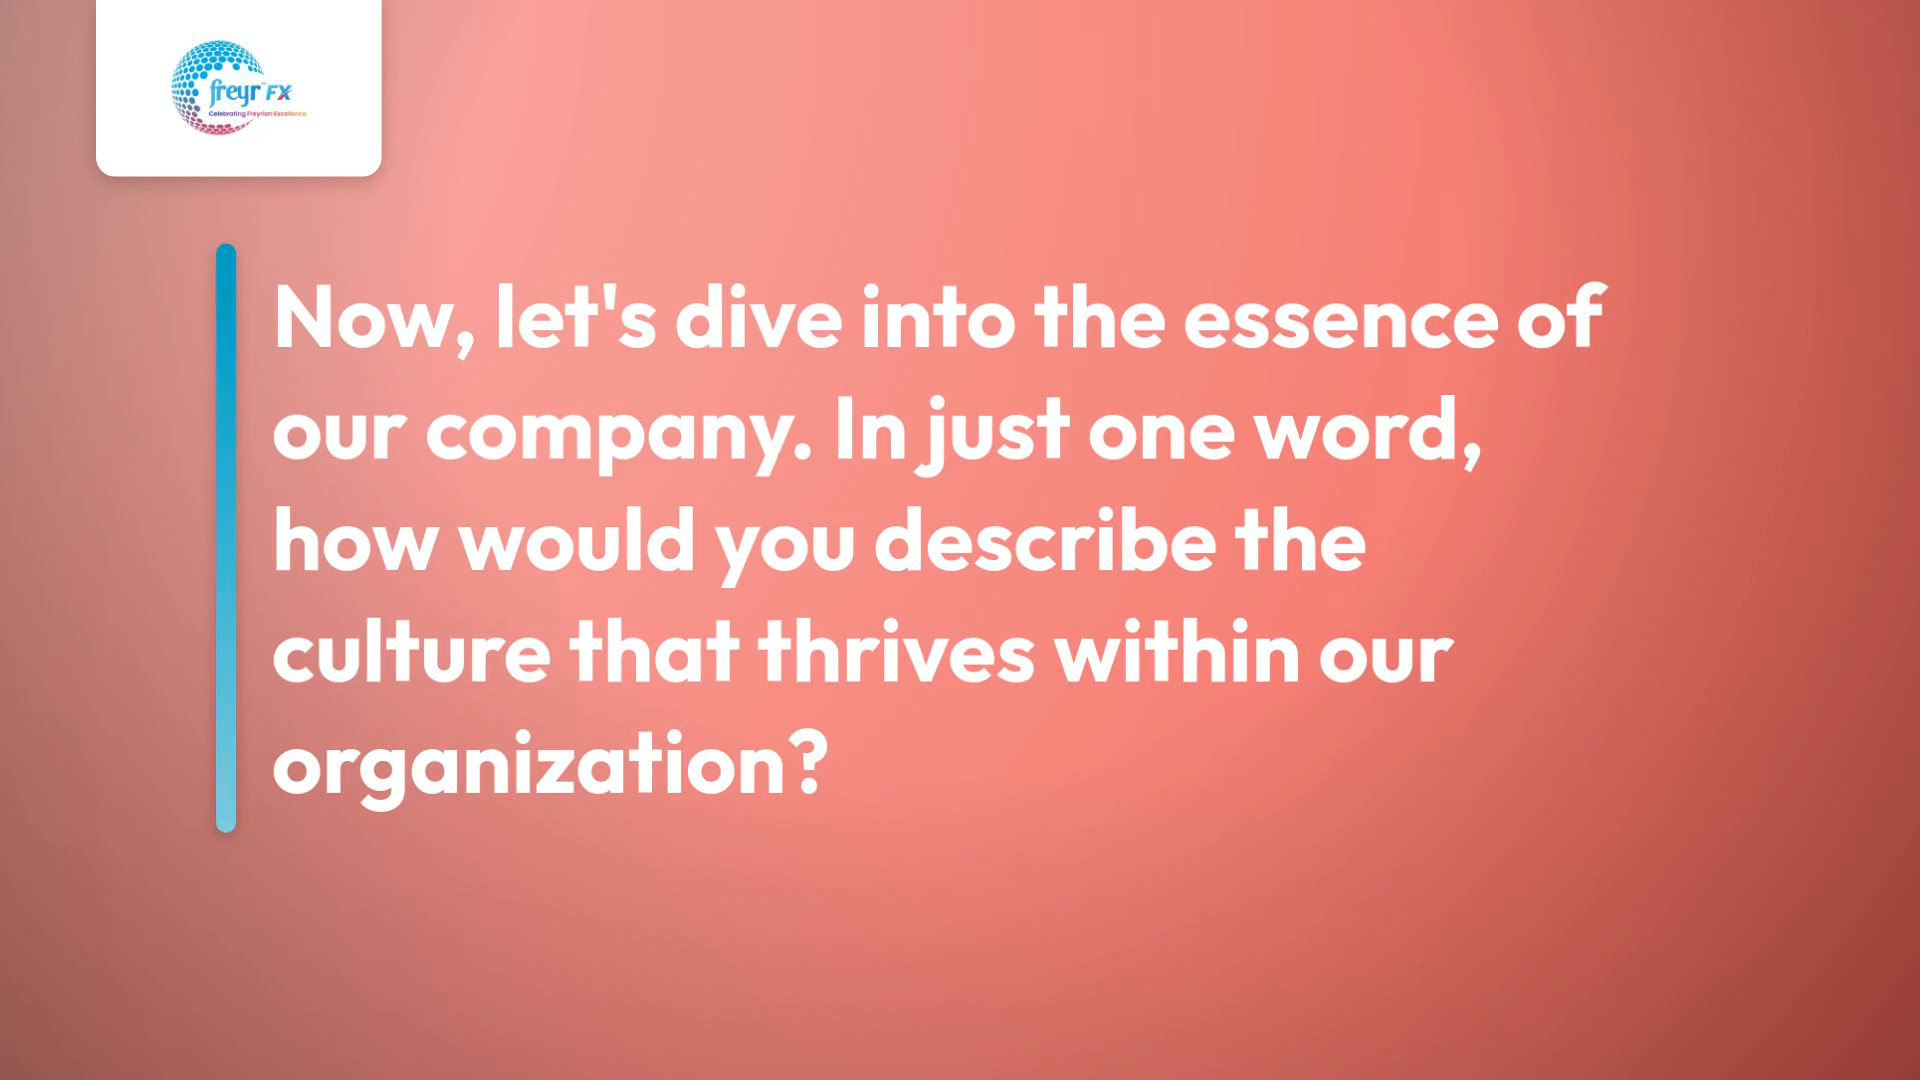 freyr FX
Celebrating Freyrian Excellence
Now, let's dive into the essence of
our company. In just one word,
how would you describe the
culture that thrives within our
organization?